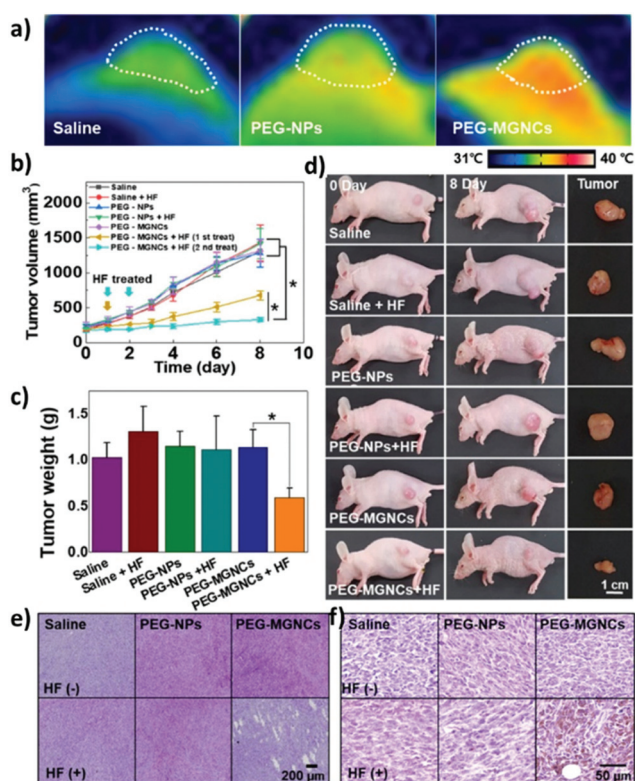 a)
Saline
PEG-NPs
PEG-MGNCs
31℃
40 ℃
b)
Tumor volume (mm³)
2000
1500
1000
500
0
Saline
Saline + HF
PEG - NPs
PEG - NPs + HF
PEG - MGNCs
PEG - MGNCs + HF (1 st treat)
PEG - MGNCs + HF (2 nd treat)
HF treated
*
*
0
2
4
6
8
10
Time (day)
c)
Tumor weight (g)
1.5
1.0
0.5
0.0
*
Saline
Saline + HF
PEG-NPs
PEG-NPs +HF
PEG-MGNCs
PEG-MGNCs + HF
d)
0 Day
8 Day
Tumor
Saline
Saline + HF
PEG-NPs
PEG-NPs+HF
PEG-MGNCs
PEG-MGNCs+HF
1 cm
e)
Saline
PEG-NPs
PEG-MGNCs
HF (-)
HF (+)
200 μm
f)
Saline
PEG-NPs
PEG-MGNCs
HF (-)
HF (+)
50 μm